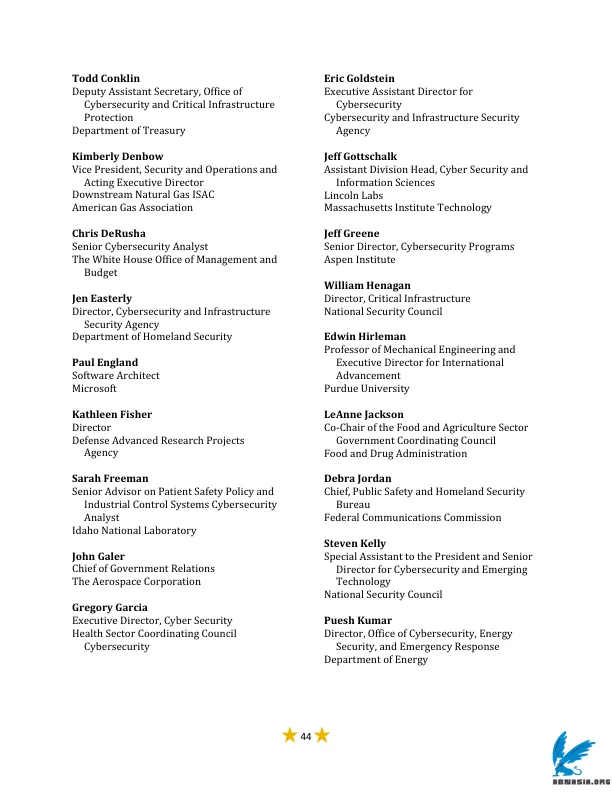 Todd Conklin
Deputy Assistant Secretary, Office of
Cybersecurity and Critical Infrastructure
Protection
Department of Treasury
Kimberly Denbow
Vice President, Security and Operations and
Acting Executive Director
Downstream Natural Gas ISAC
American Gas Association
Chris DeRusha
Senior Cybersecurity Analyst
The White House Office of Management and
Budget
Jen Easterly
Director, Cybersecurity and Infrastructure
Security Agency
Department of Homeland Security
Paul England
Software Architect
Microsoft
Kathleen Fisher
Director
Defense Advanced Research Projects
Agency
Sarah Freeman
Senior Advisor on Patient Safety Policy and
Industrial Control Systems Cybersecurity
Analyst
Idaho National Laboratory
John Galer
Chief of Government Relations
The Aerospace Corporation
Gregory Garcia
Executive Director, Cyber Security
Health Sector Coordinating Council
Cybersecurity
Eric Goldstein
Executive Assistant Director for
Cybersecurity
Cybersecurity and Infrastructure Security
Agency
Jeff Gottschalk
Assistant Division Head, Cyber Security and
Information Sciences
Lincoln Labs
Massachusetts Institute Technology
Jeff Greene
Senior Director, Cybersecurity Programs
Aspen Institute
William Henagan
Director, Critical Infrastructure
National Security Council
Edwin Hirleman
Professor of Mechanical Engineering and
Executive Director for International
Advancement
Purdue University
LeAnne Jackson
Co-Chair of the Food and Agriculture Sector
Government Coordinating Council
Food and Drug Administration
Debra Jordan
Chief, Public Safety and Homeland Security
Bureau
Federal Communications Commission
Steven Kelly
Special Assistant to the President and Senior
Director for Cybersecurity and Emerging
Technology
National Security Council
Puesh Kumar
Director, Office of Cybersecurity, Energy
Security, and Emergency Response
Department of Energy
44
ABNASIA.ORG